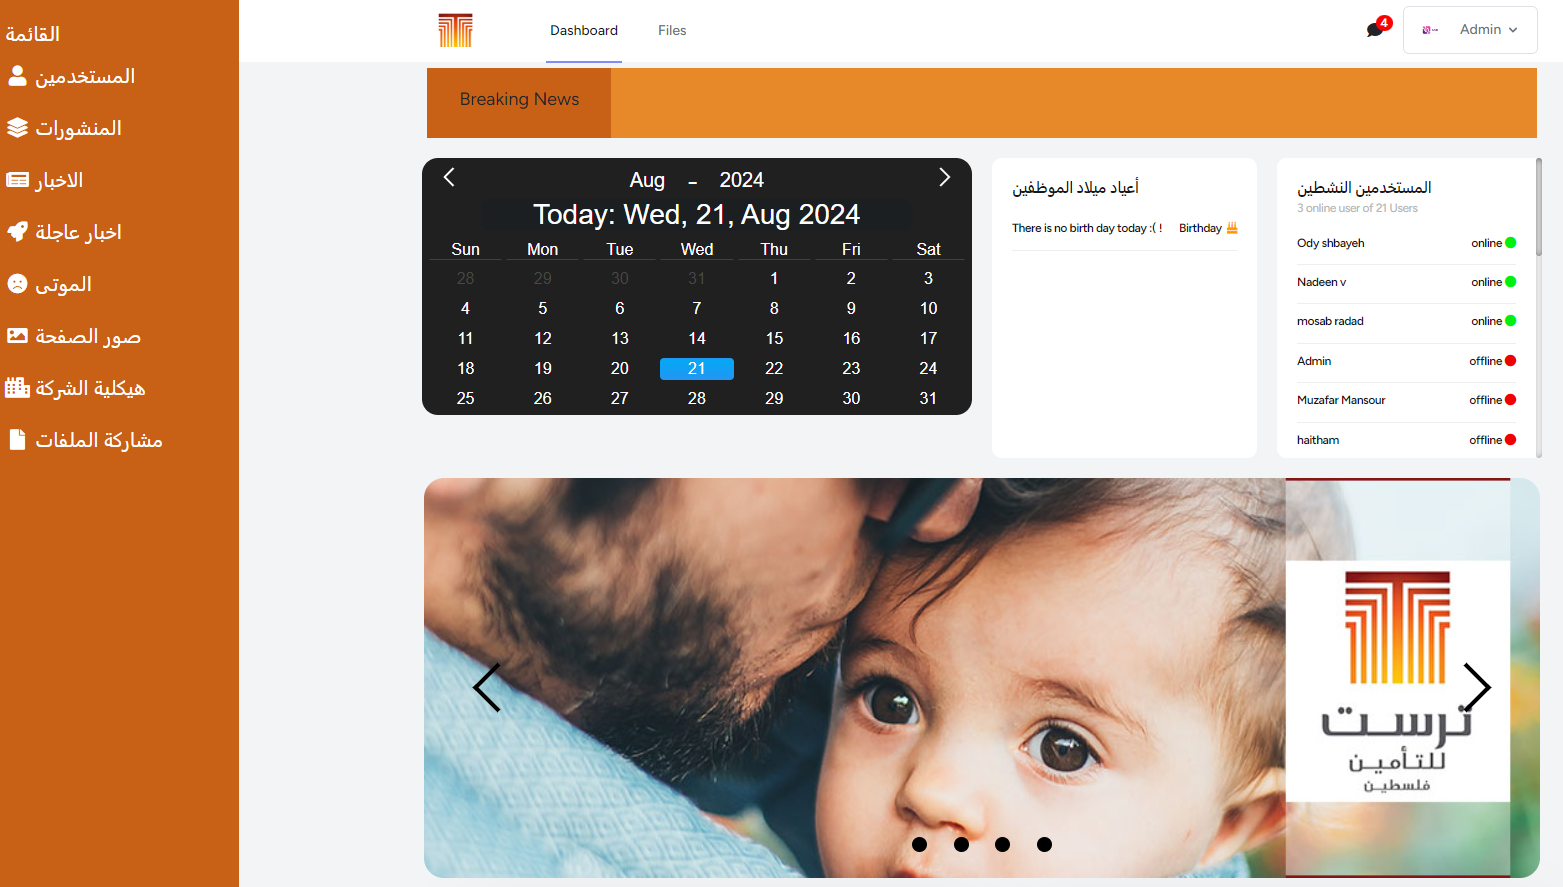 القائمة
المستخدمين
المنشورات
الاخبار
اخبار عاجلة
الموتى
صور الصفحة
هيكلية الشركة
مشاركة الملفات
Dashboard Files
4
Admin
Breaking News
Aug - 2024
Today: Wed, 21, Aug 2024
Sun Mon Tue Wed Thu Fri Sat
28 29 30 31 1 2 3
4 5 6 7 8 9 10
11 12 13 14 15 16 17
18 19 20 21 22 23 24
25 26 27 28 29 30 31
أعياد ميلاد الموظفين
There is no birth day today :( ! Birthday
المستخدمين النشطين
3 online user of 21 Users
Ody shbayeh online
Nadeen v online
mosab radad online
Admin offline
Muzafar Mansour offline
haitham offline
ترست
للتأمين
فلسطين